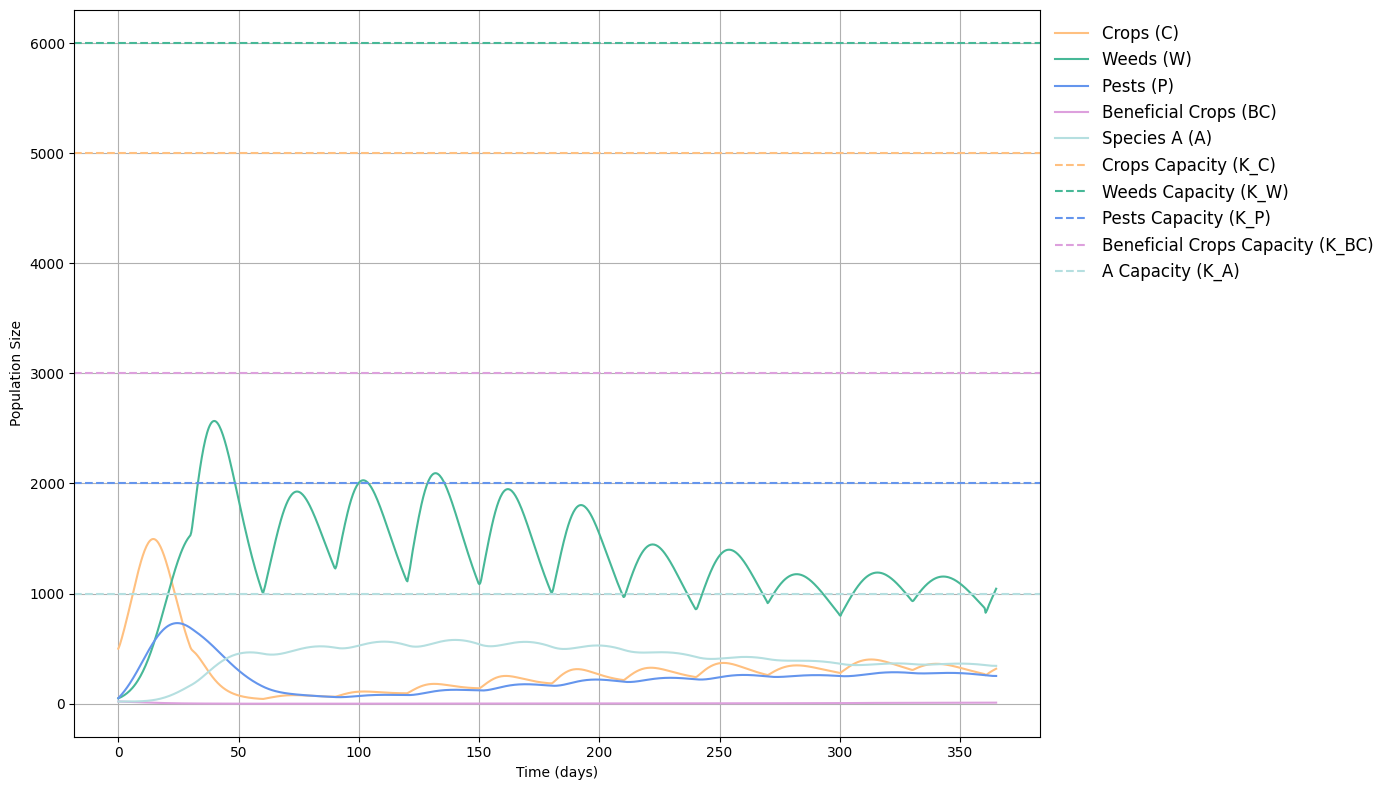 6000
5000
4000
3000
2000
1000
0
Population Size
0 50 100 150 200 250 300 350
Time (days)
Crops (C)
Weeds (W)
Pests (P)
Beneficial Crops (BC)
Species A (A)
Crops Capacity (K_C)
Weeds Capacity (K_W)
Pests Capacity (K_P)
Beneficial Crops Capacity (K_BC)
A Capacity (K_A)